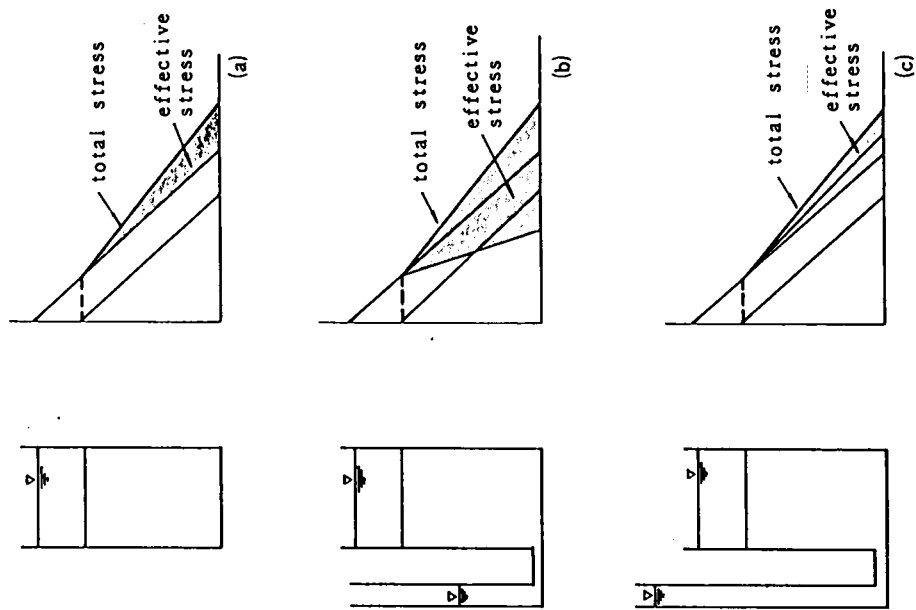 total stress
effective
stress
(a)
total stress
effective
stress
(b)
total stress
effective
stress
(c)